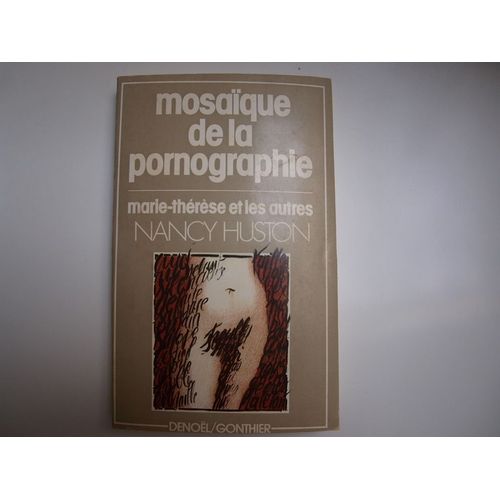 mosaïque
de la
pornographie
marie-thérèse et les autres
NANCY HUSTON
DENOËL/GONTHIER